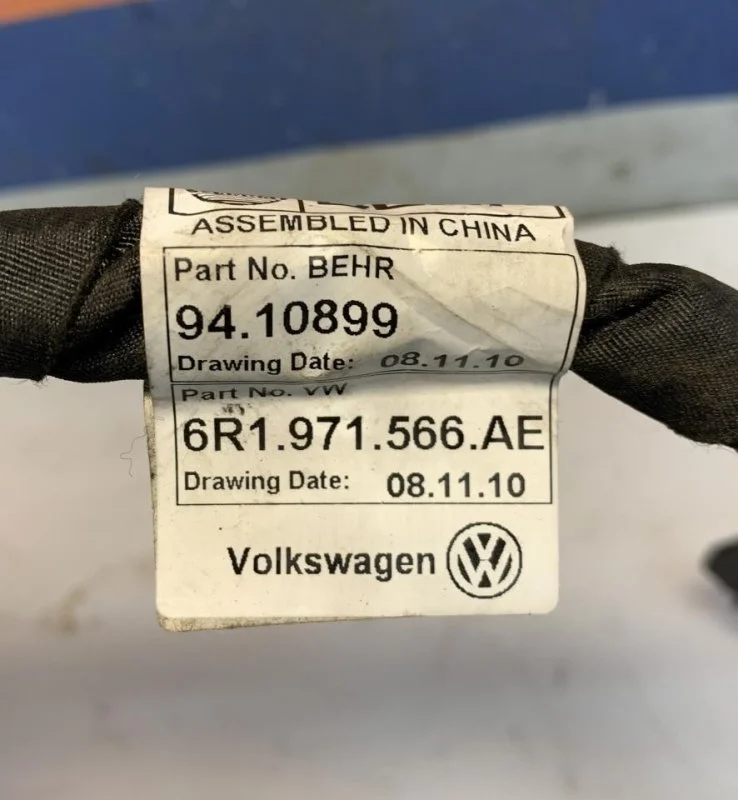 ASSEMBLED IN CHINA
Part No. BEHR
94.10899
Drawing Date: 08.11.10
Part No. VW
6R1.971.566.AE
Drawing Date: 08.11.10
Volkswagen